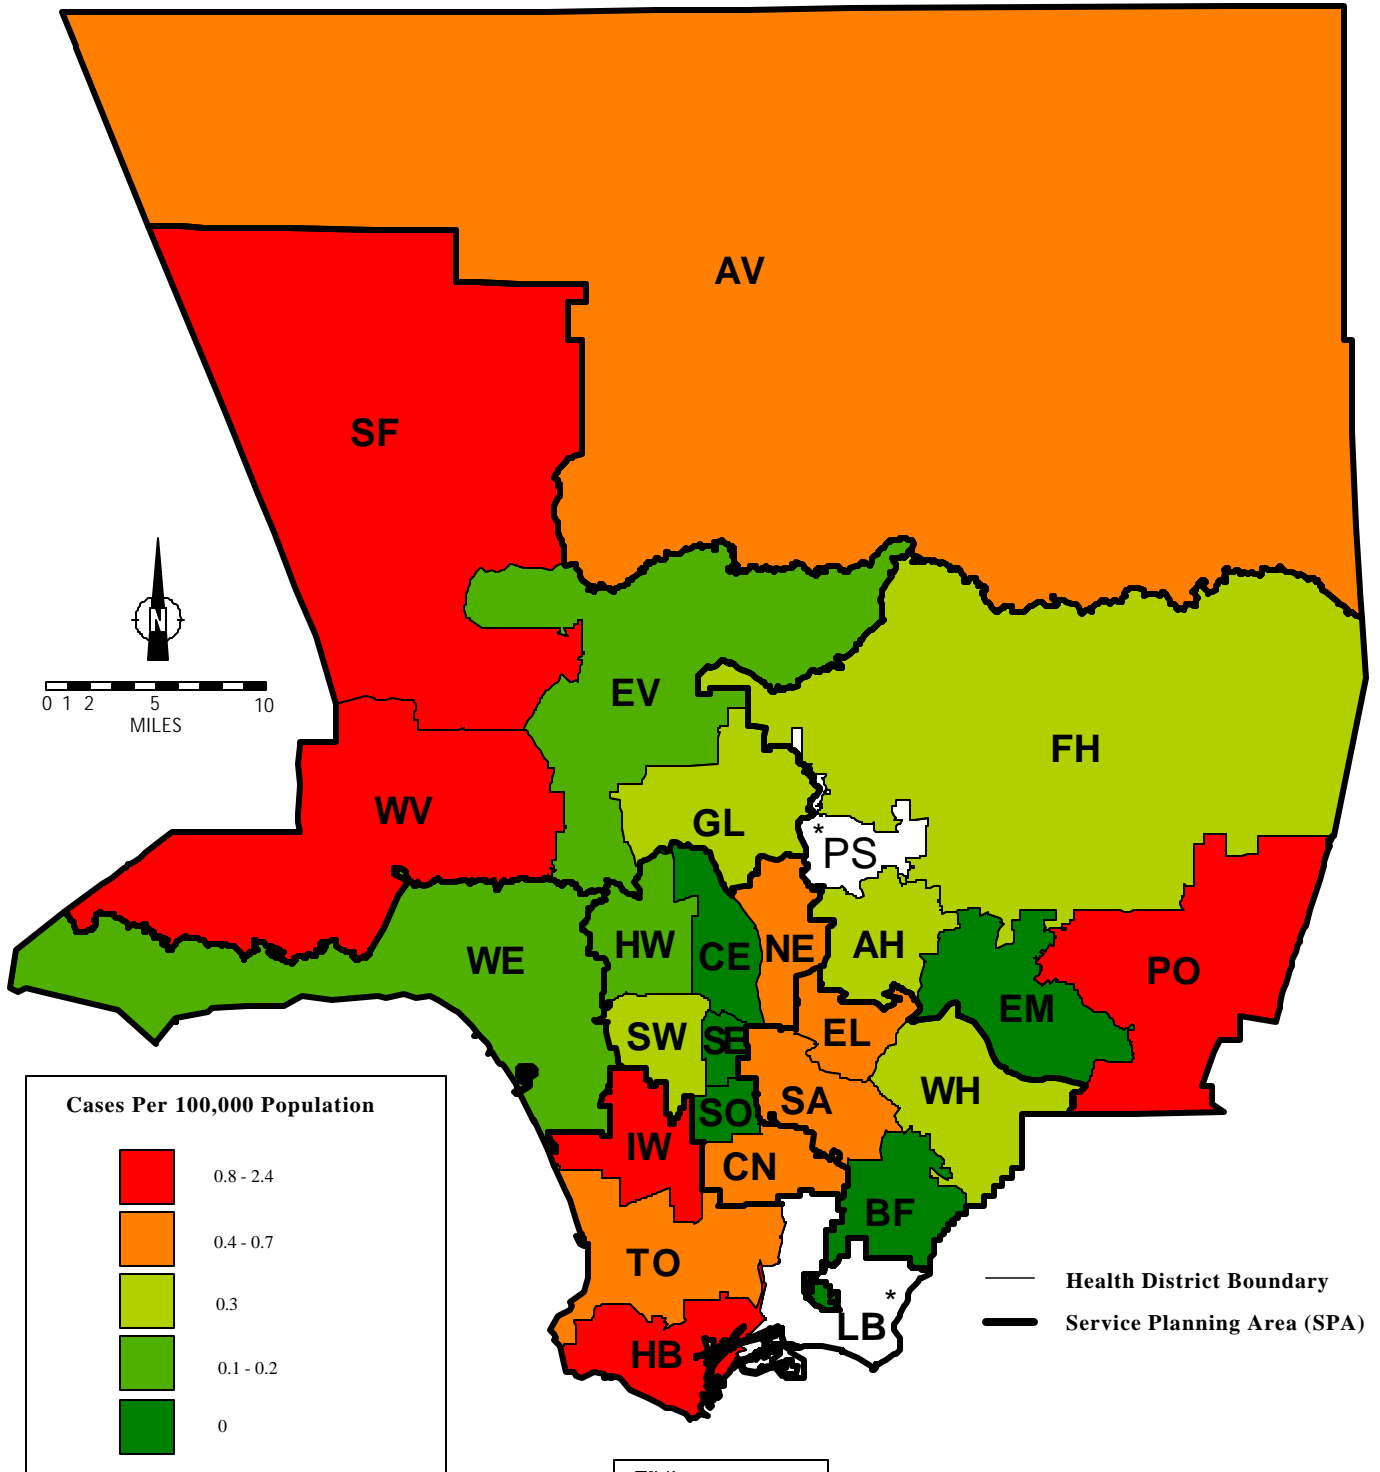 AV
SF
N
0 1 2 5 10
MILES
EV
FH
WV
GL
*
PS
HW
CE
NE
AH
WE
PO
EM
SW
SE
EL
SA
WH
SO
IW
CN
BF
TO
*
LB
HB
Cases Per 100,000 Population
0.8 - 2.4
0.4 - 0.7
0.3
0.1 - 0.2
0
Health District Boundary
Service Planning Area (SPA)